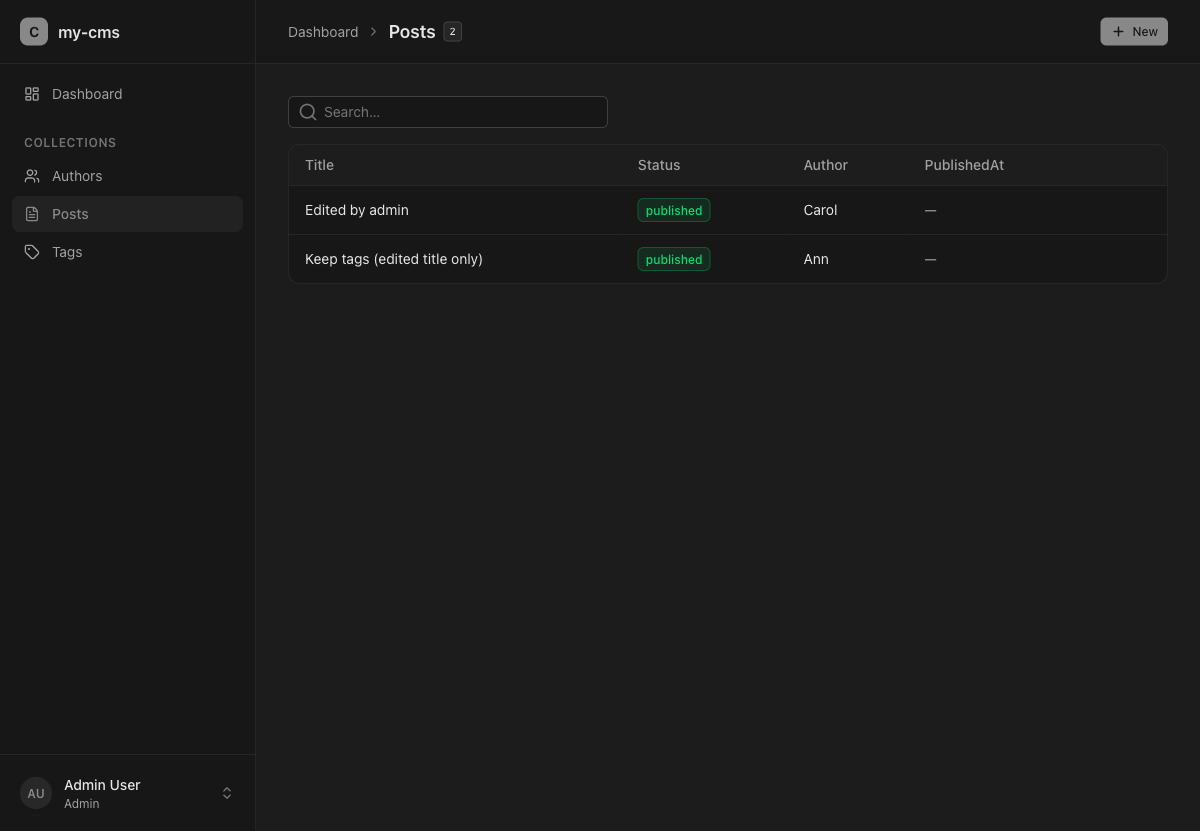 C my-cms
Dashboard > Posts 2
+ New
Dashboard
COLLECTIONS
Authors
Posts
Tags
Search...
Title Status Author PublishedAt
Edited by admin published Carol —
Keep tags (edited title only) published Ann —
AU Admin User
Admin